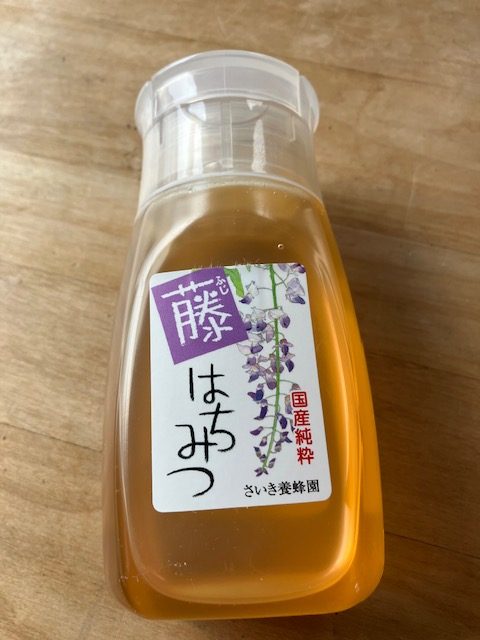 藤
ふじ
はちみつ
国産純粋
さいき養蜂園